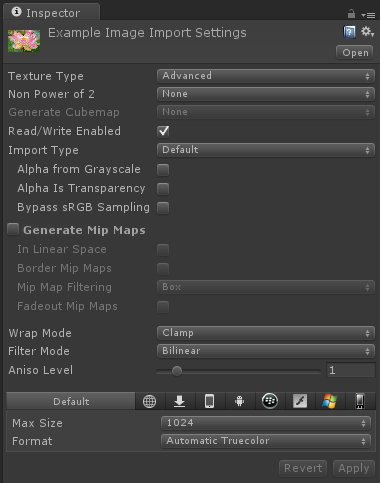 Inspector
Example Image Import Settings
Open
Texture Type Advanced
Non Power of 2 None
Generate Cubemap None
Read/Write Enabled
Import Type Default
Alpha from Grayscale
Alpha Is Transparency
Bypass sRGB Sampling
Generate Mip Maps
In Linear Space
Border Mip Maps
Mip Map Filtering Box
Fadeout Mip Maps
Wrap Mode Clamp
Filter Mode Bilinear
Aniso Level 1
Default
Max Size 1024
Format Automatic Truecolor
Revert Apply